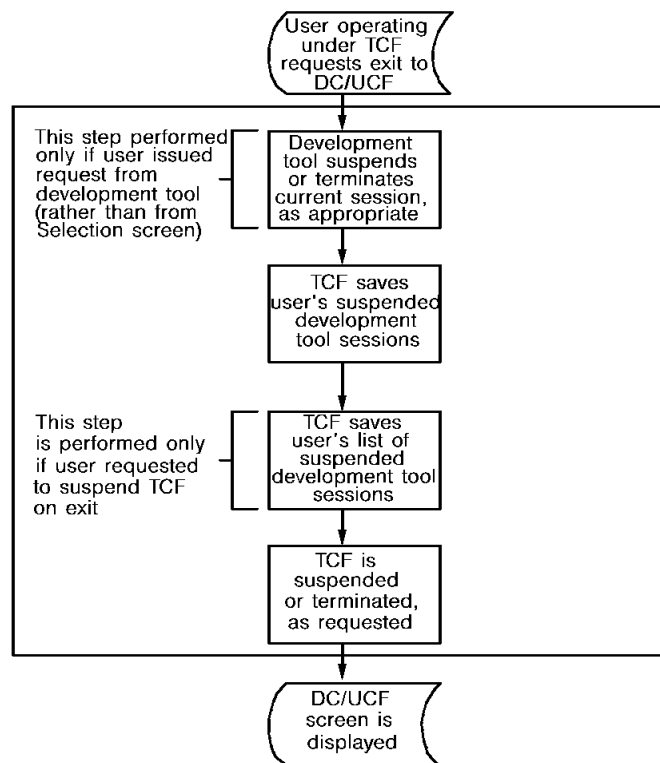 User operating
under TCF
requests exit to
DC/UCF
This step performed
only if user issued
request from
development tool
(rather than from
Selection screen)
Development
tool suspends
or terminates
current session,
as appropriate
TCF saves
user's suspended
development
tool sessions
This step
is performed only
if user requested
to suspend TCF
on exit
TCF saves
user's list of
suspended
development tool
sessions
TCF is
suspended
or terminated,
as requested
DC/UCF
screen is
displayed